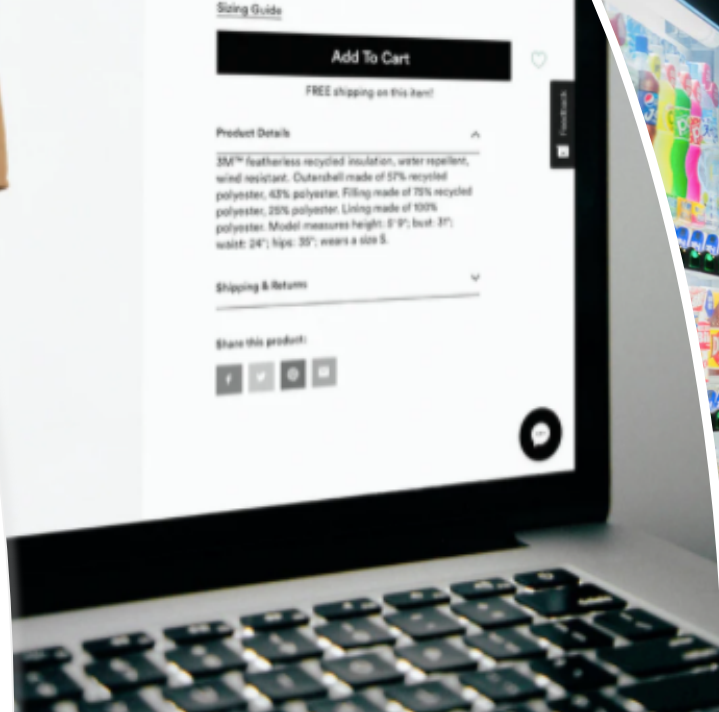 Sizing Guide
Add To Cart
FREE shipping on this item!
Feedback
Product Details
3M™ featherless recycled insulation, water repellent,
wind resistant. Outershell made of 57% recycled
polyester, 43% polyester. Filling made of 75% recycled
polyester, 25% polyester. Lining made of 100%
polyester. Model measures height: 5'9"; bust: 31";
waist: 24"; hips: 35"; wears a size S.
Shipping & Returns
Share this product: